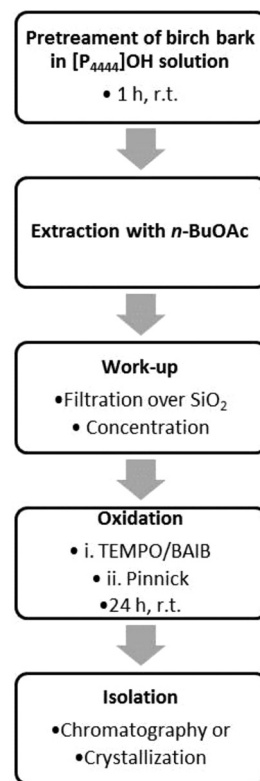 Pretreament of birch bark
in [P₄₄₄₄]OH solution
• 1 h, r.t.
Extraction with n-BuOAc
Work-up
•Filtration over SiO₂
• Concentration
Oxidation
• i. TEMPO/BAIB
• ii. Pinnick
•24 h, r.t.
Isolation
•Chromatography or
•Crystallization